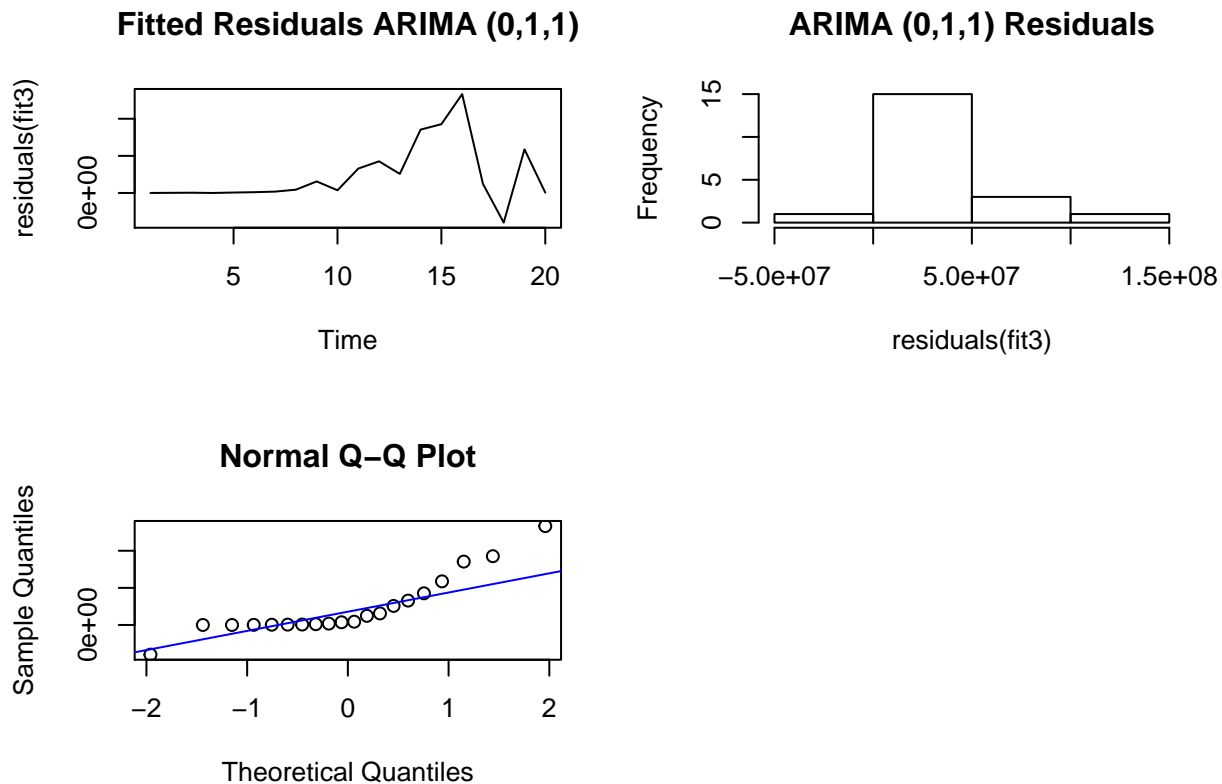 Fitted Residuals ARIMA (0,1,1)
residuals(fit3)
0e+00
5 10 15 20
Time
ARIMA (0,1,1) Residuals
Frequency
15
5
0
−5.0e+07 5.0e+07 1.5e+08
residuals(fit3)
Normal Q−Q Plot
Sample Quantiles
0e+00
−2 −1 0 1 2
Theoretical Quantiles